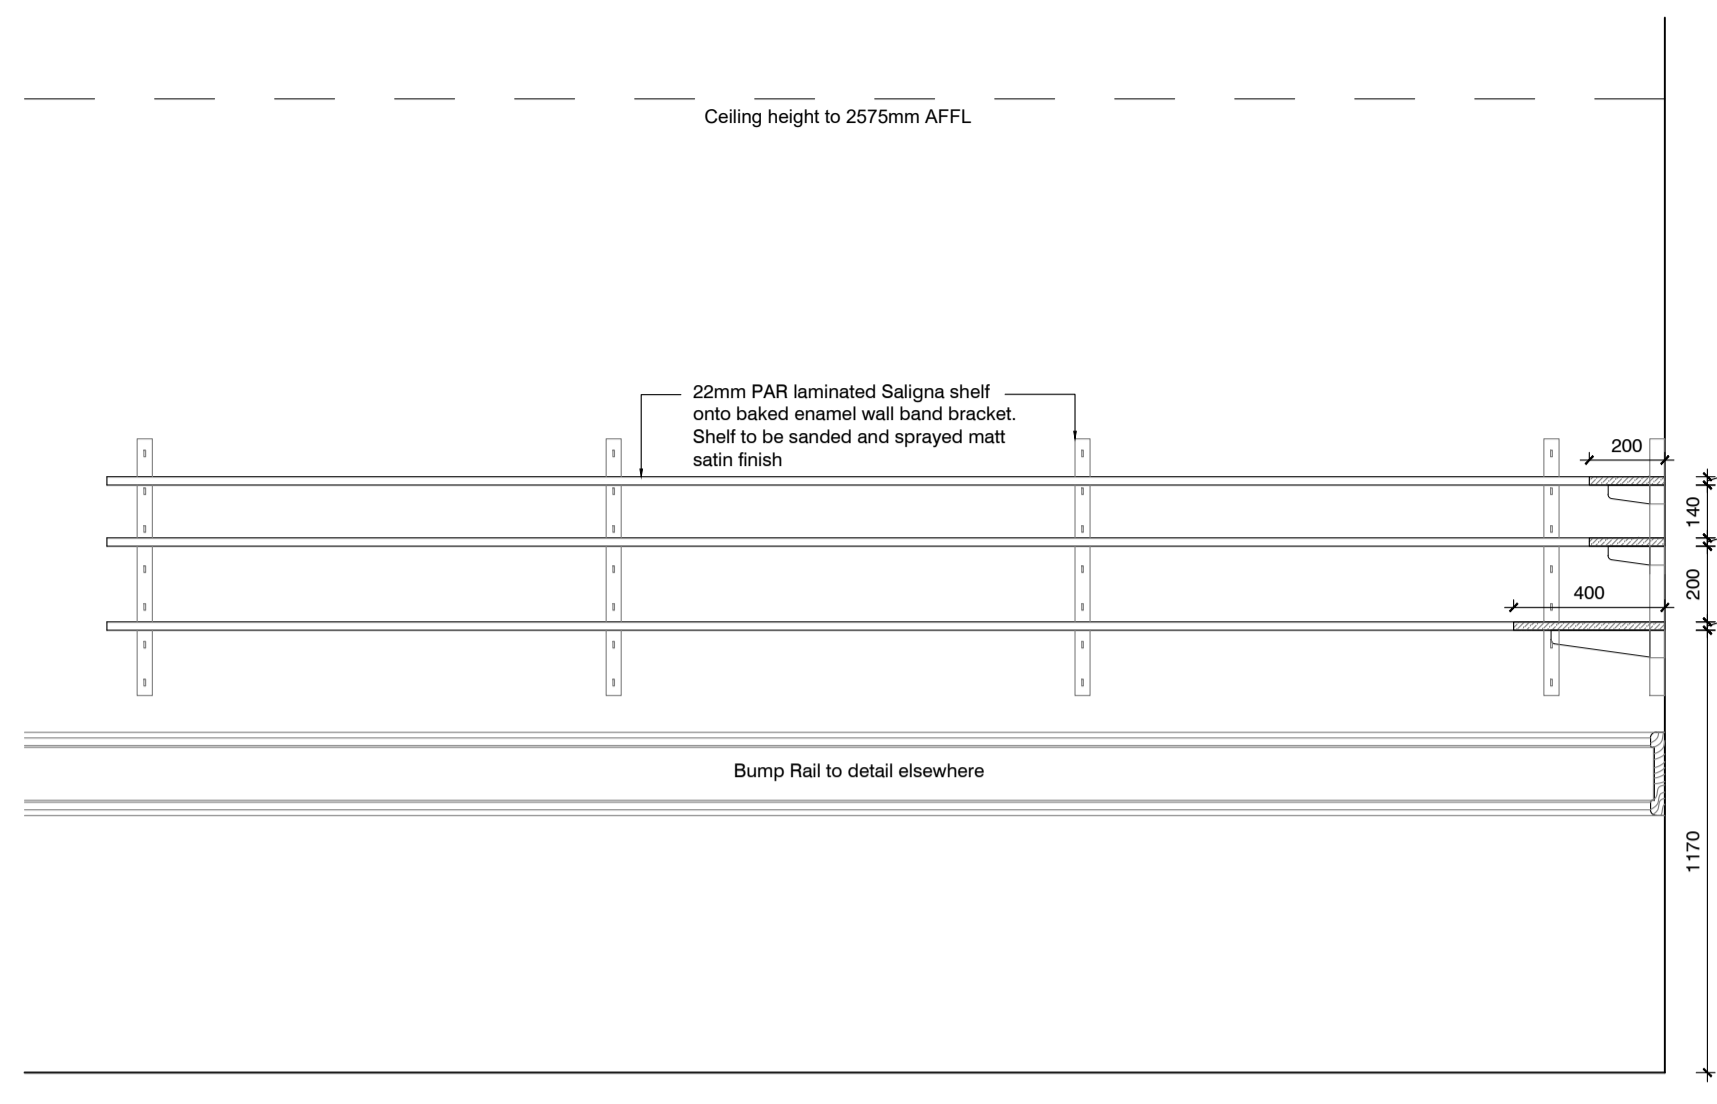 Ceiling height to 2575mm AFFL
22mm PAR laminated Saligna shelf
onto baked enamel wall band bracket.
Shelf to be sanded and sprayed matt
satin finish
200
140
200
400
Bump Rail to detail elsewhere
1170